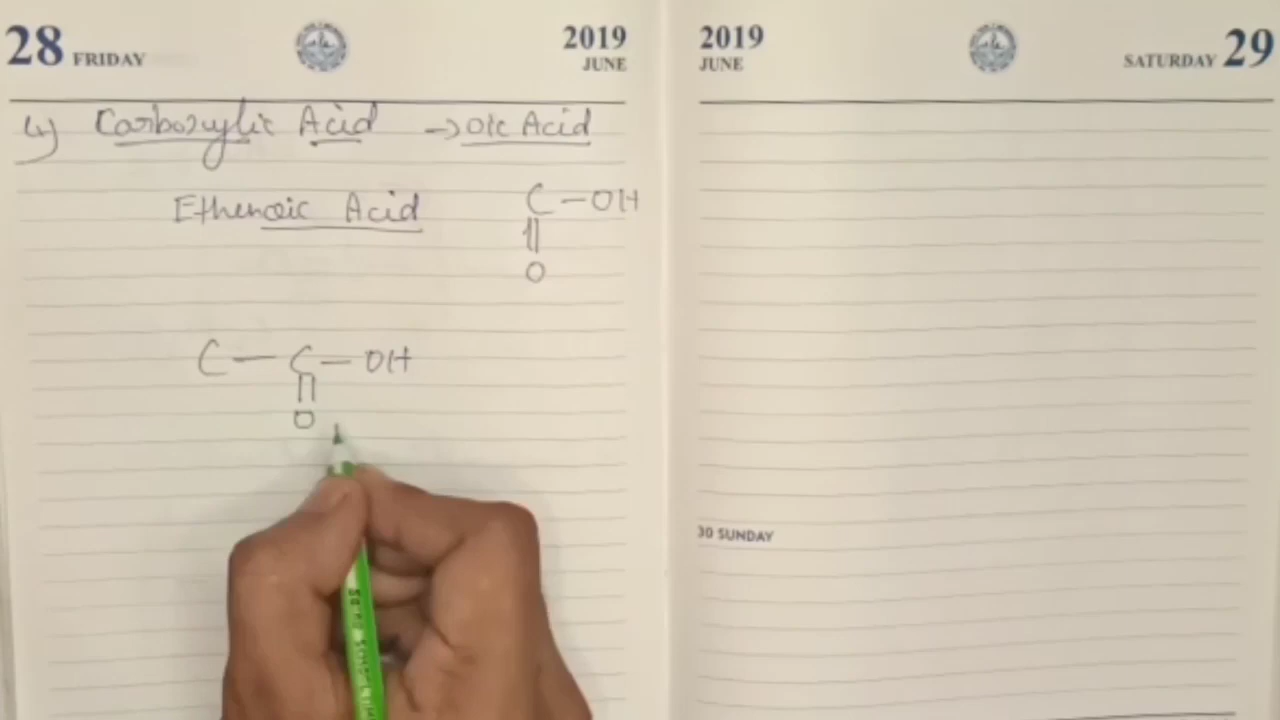 28 FRIDAY 2019 JUNE
4) Carboxylic Acid → Oic Acid
Ethenoic Acid
C — OH
||
O
C — C — OH
||
O
2019 JUNE SATURDAY 29
30 SUNDAY